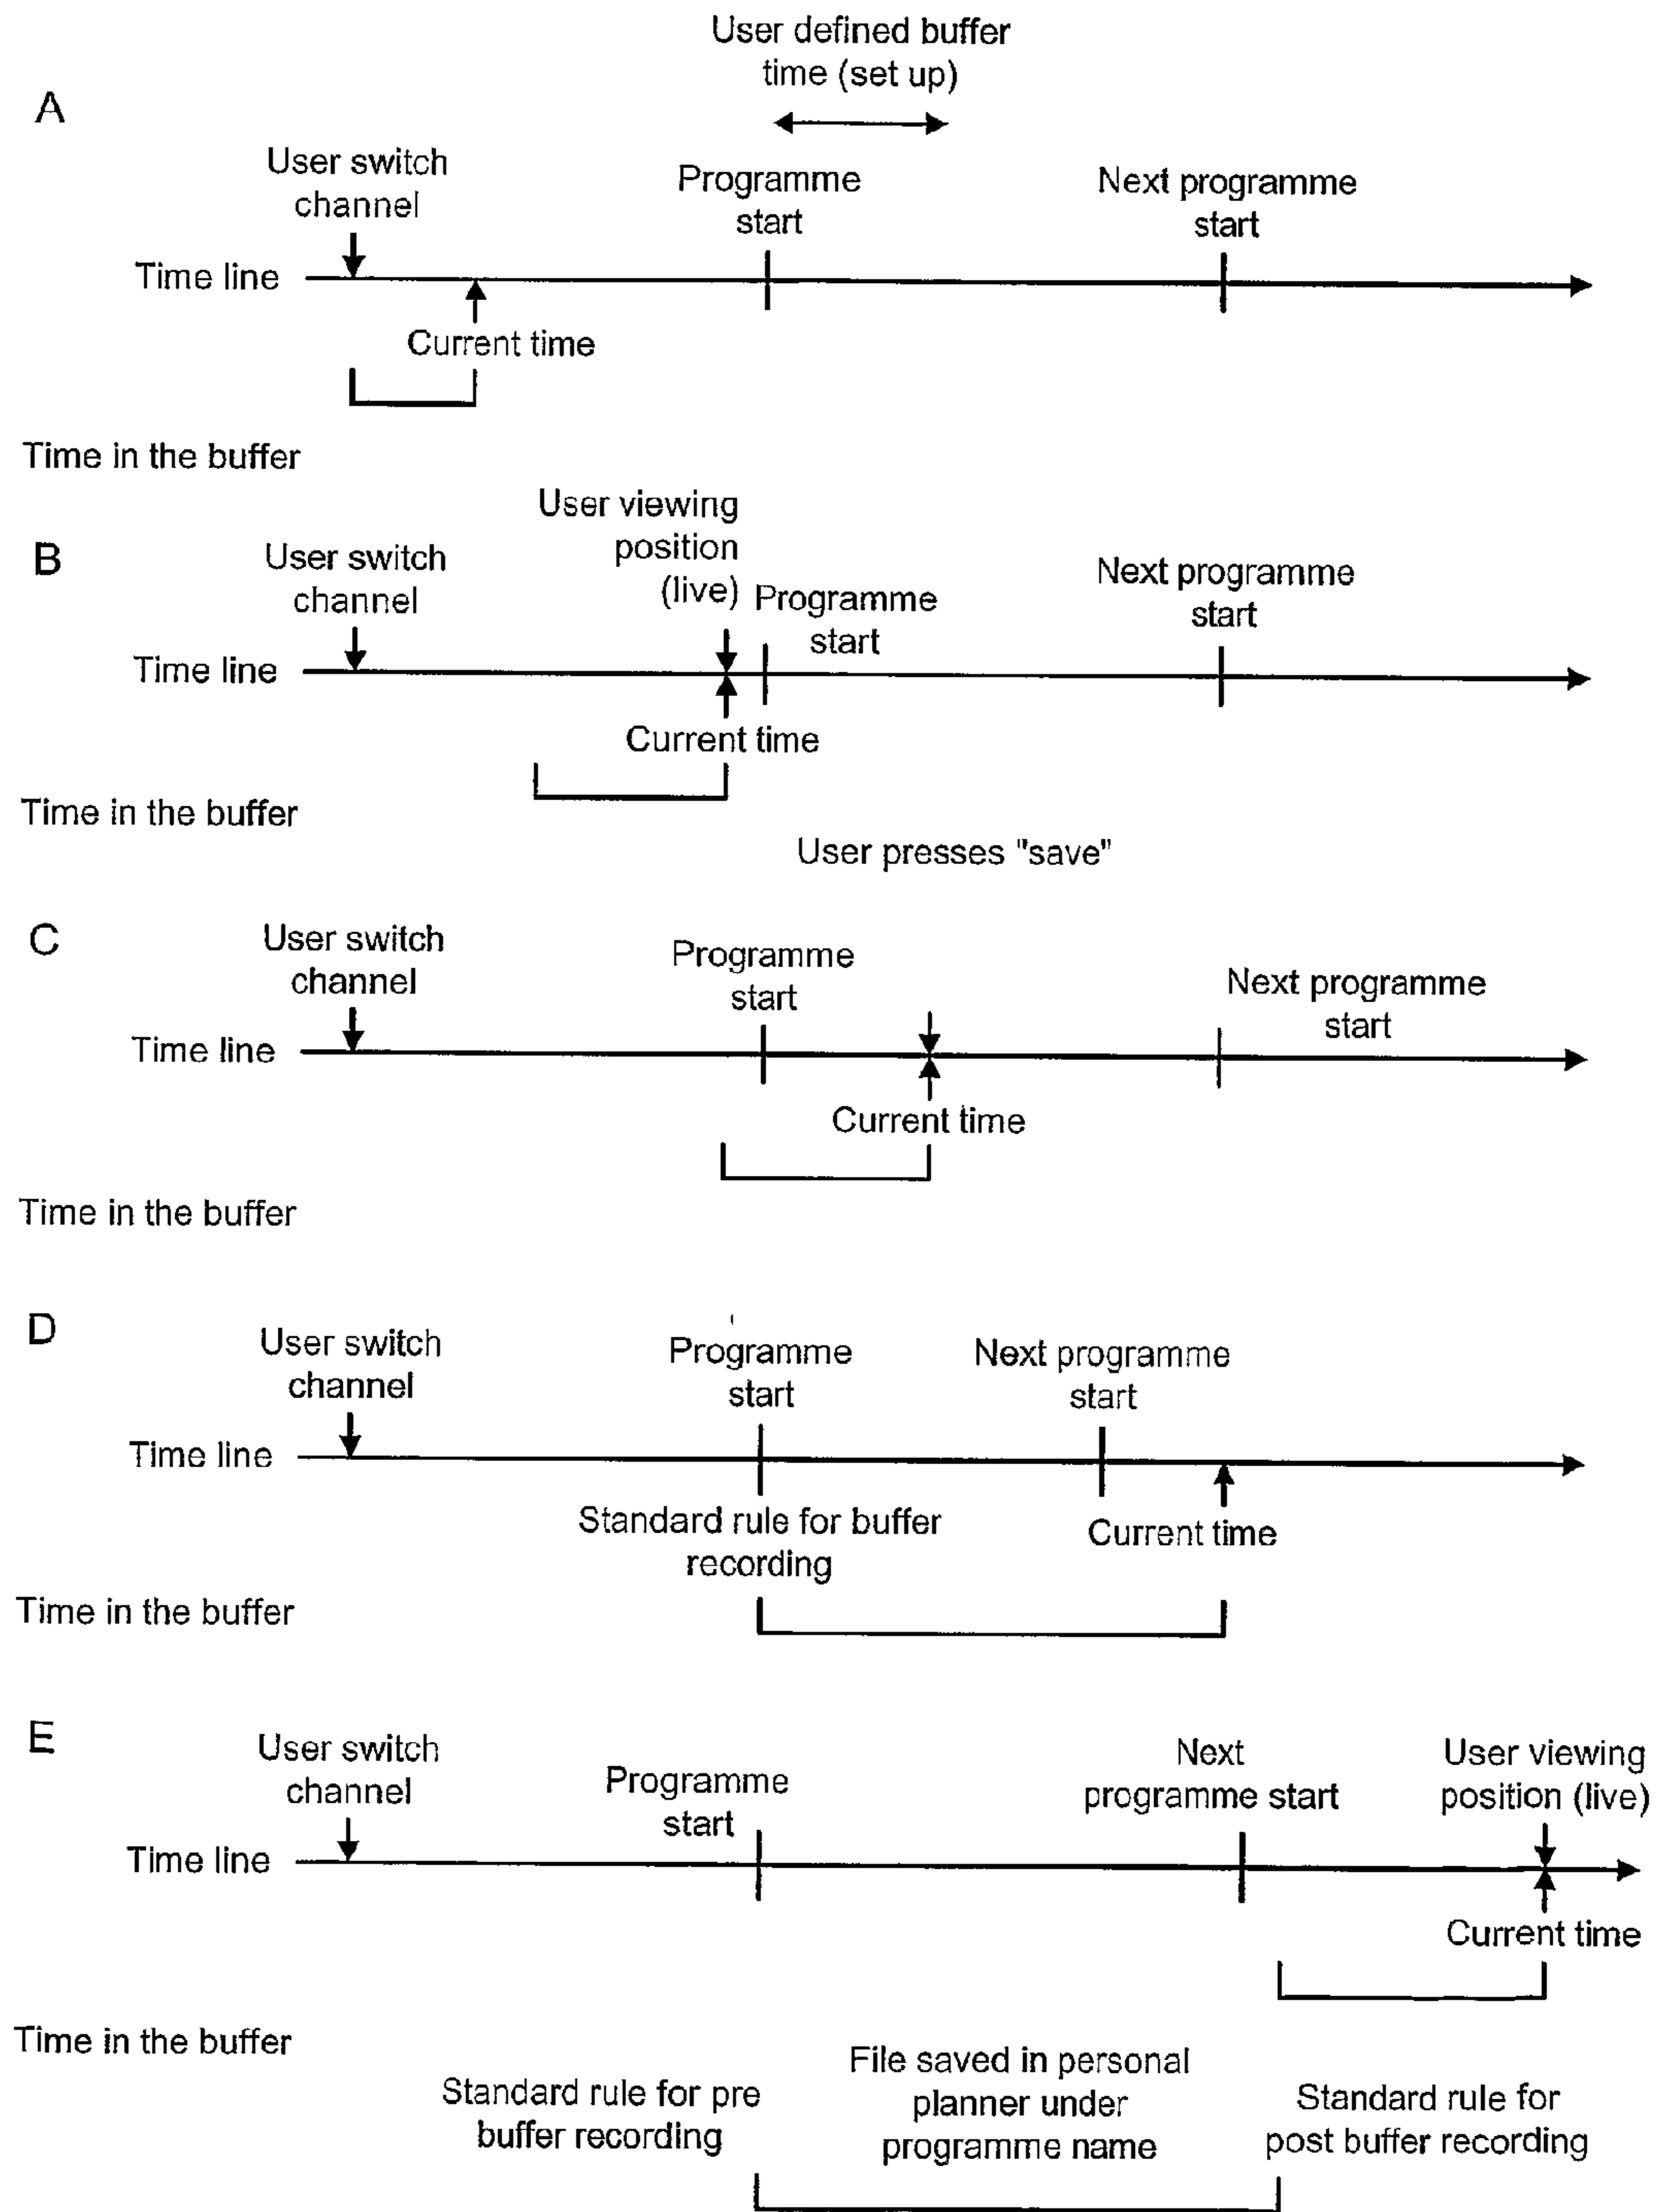 User defined buffer
time (set up)
A
User switch
channel
Programme
start
Next programme
start
Time line
Current time
Time in the buffer
User viewing
position
(live)
B
User switch
channel
Programme
start
Next programme
start
Time line
Current time
Time in the buffer
User presses "save"
C
User switch
channel
Programme
start
Next programme
start
Time line
Current time
Time in the buffer
D
User switch
channel
Programme
start
Next programme
start
Time line
Standard rule for buffer
recording
Current time
Time in the buffer
E
User switch
channel
Programme
start
Next
programme start
User viewing
position (live)
Time line
Current time
Time in the buffer
Standard rule for pre
buffer recording
File saved in personal
planner under
programme name
Standard rule for
post buffer recording